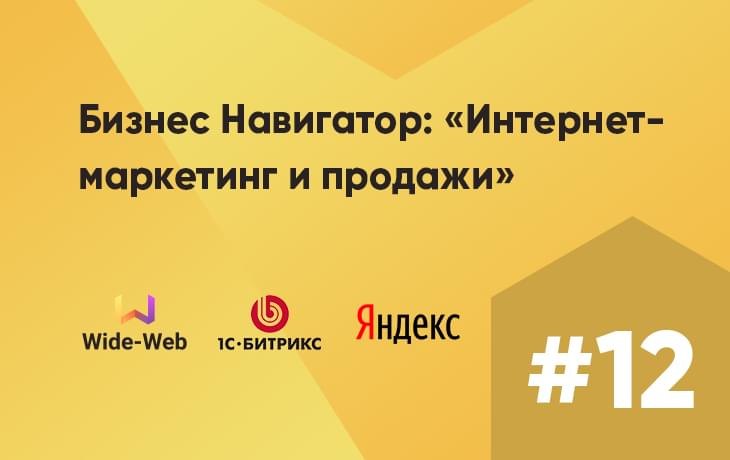 Бизнес Навигатор: «Интернет-
маркетинг и продажи»
Wide-Web
1С·БИТРИКС
Яндекс
#12